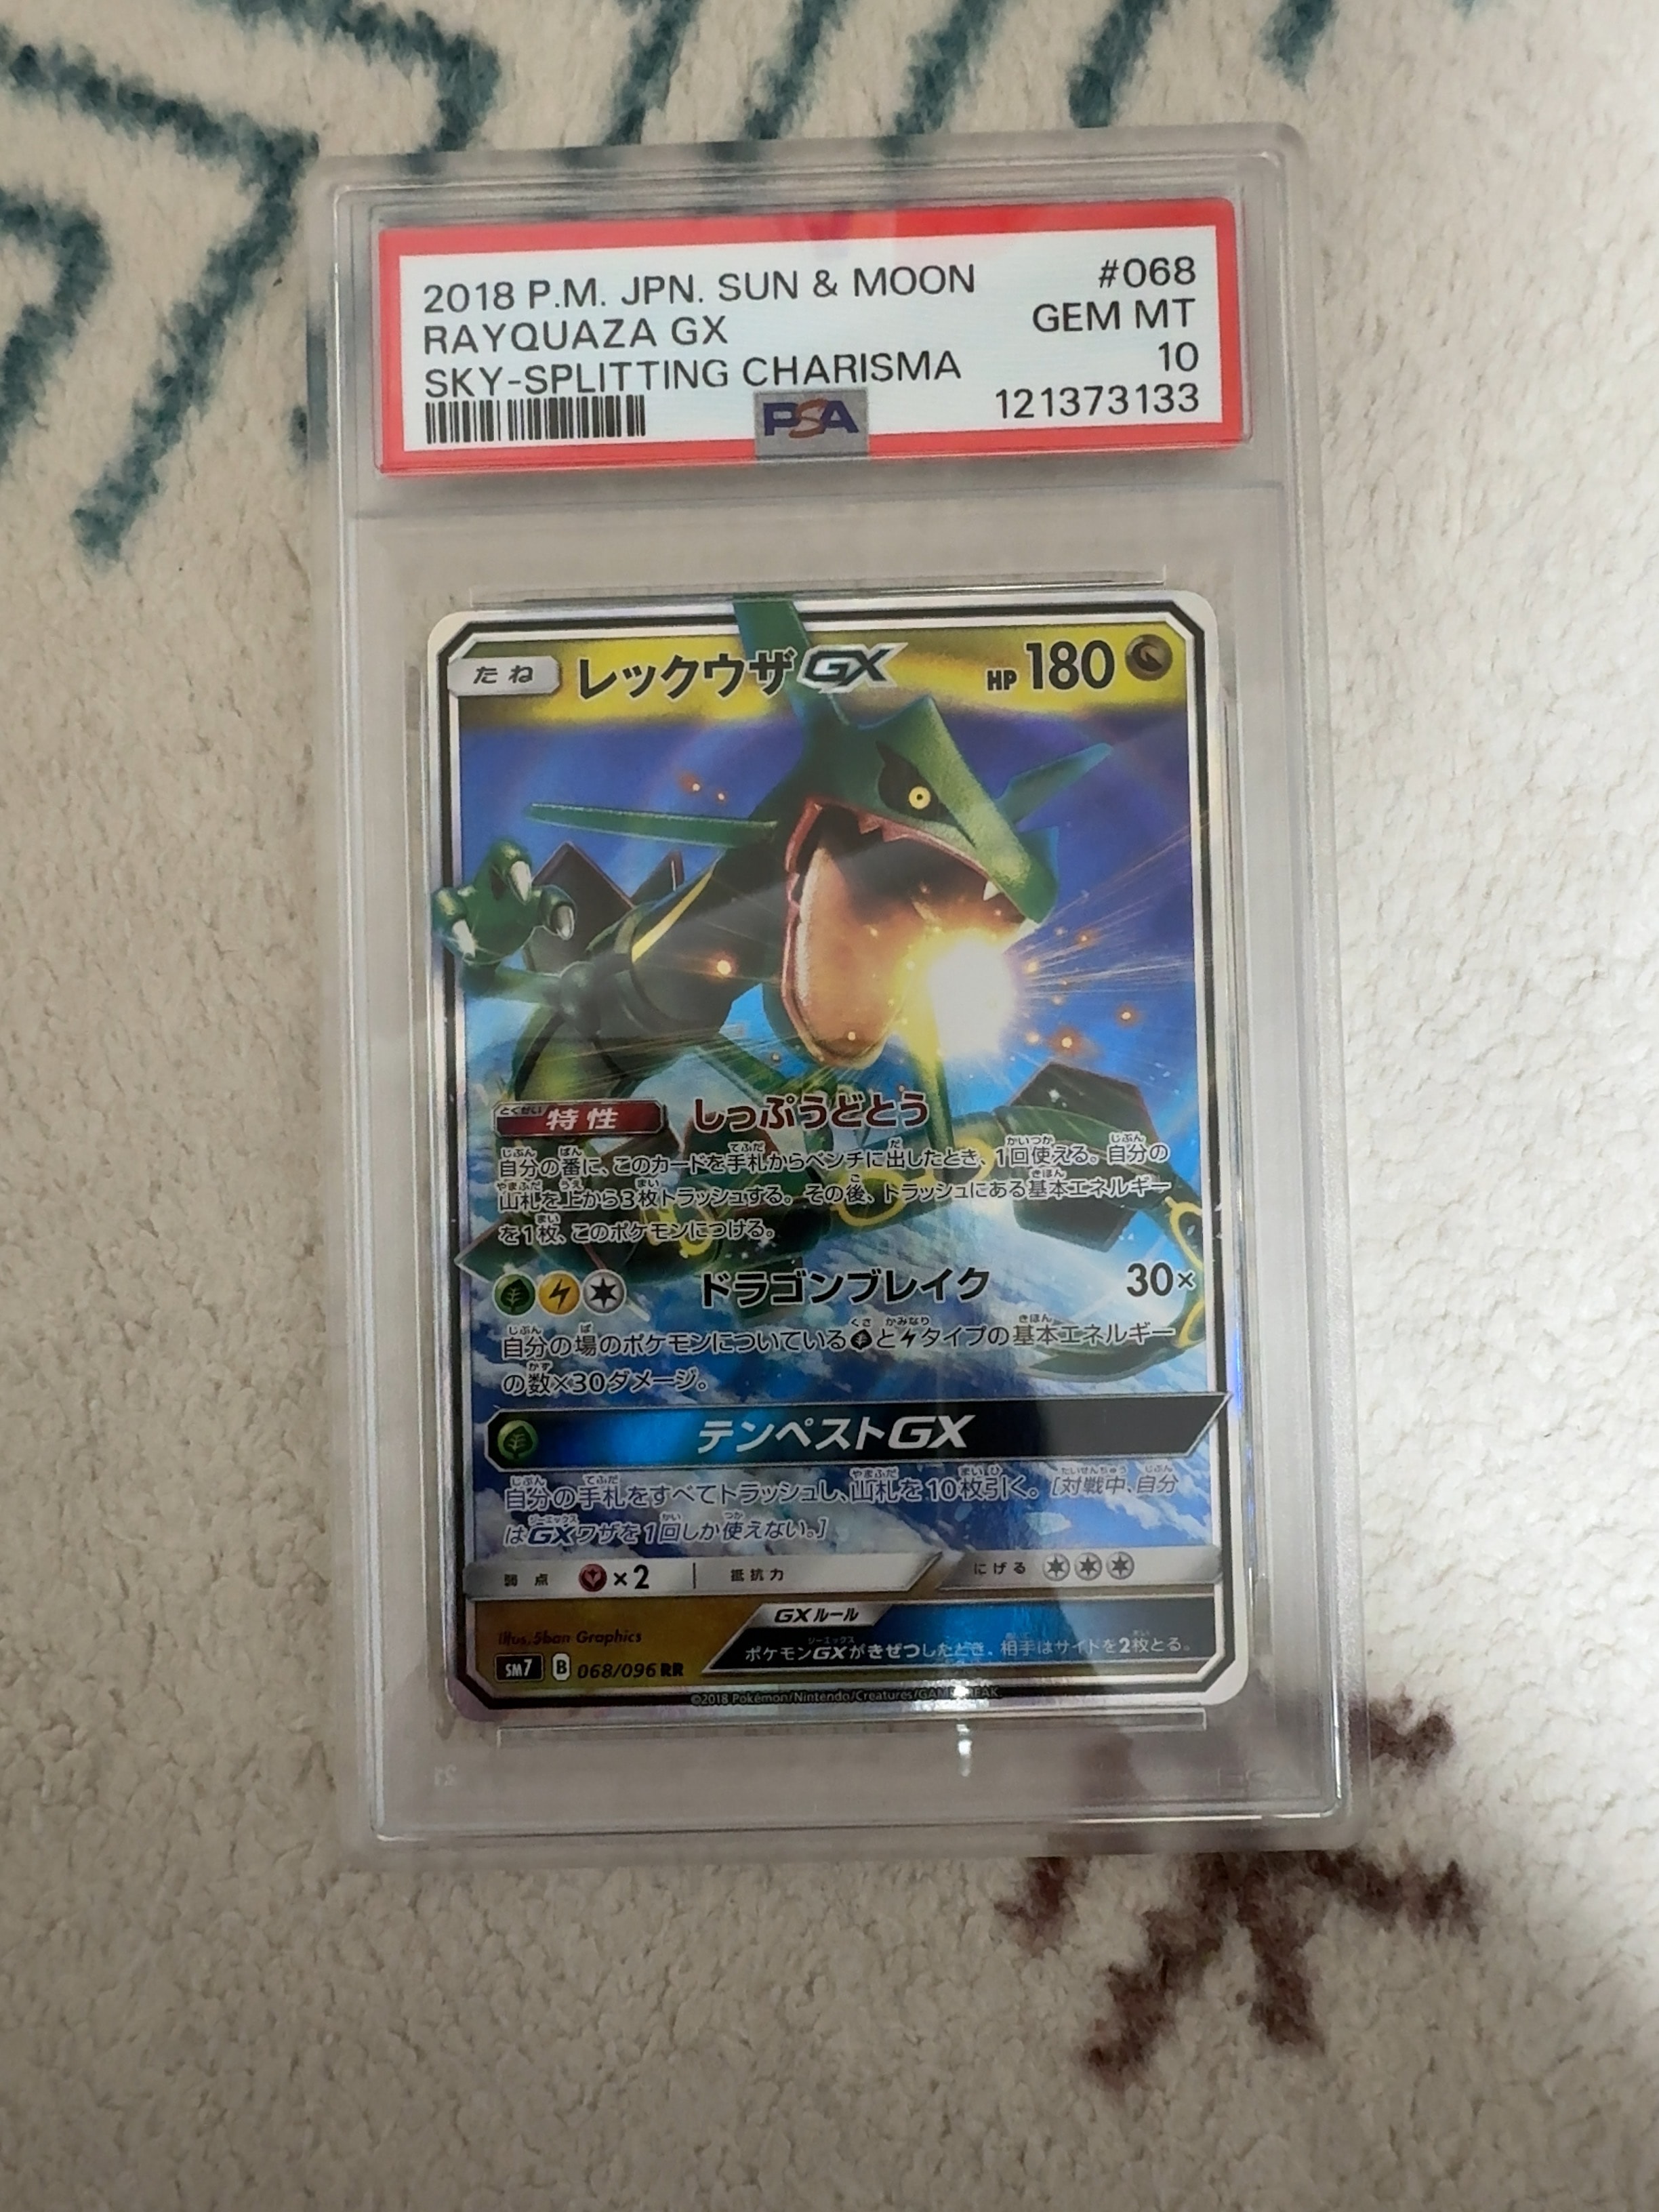 2018 P.M. JPN. SUN & MOON #068
RAYQUAZA GX GEM MT
SKY-SPLITTING CHARISMA 10
PSA 121373133
たね レックウザGX HP 180
とくせい
特性 しっぷうどとう
自分の番に、このカードを手札からベンチに出したとき、1回使える。自分の
山札を上から3枚トラッシュする。その後、トラッシュにある基本エネルギー
を1枚、このポケモンにつける。
ドラゴンブレイク 30×
自分の場のポケモンについている と タイプの基本エネルギー
の数×30ダメージ。
テンペストGX
自分の手札をすべてトラッシュし、山札を10枚引く。[対戦中、自分
はGXワザを1回しか使えない。]
弱点 ×2 抵抗力 にげる
GXルール
Illus. 5ban Graphics
ポケモンGXがきぜつしたとき、相手はサイドを2枚とる。
SM7 B 068/096 RR
©2018 Pokémon/Nintendo/Creatures/GAME FREAK.